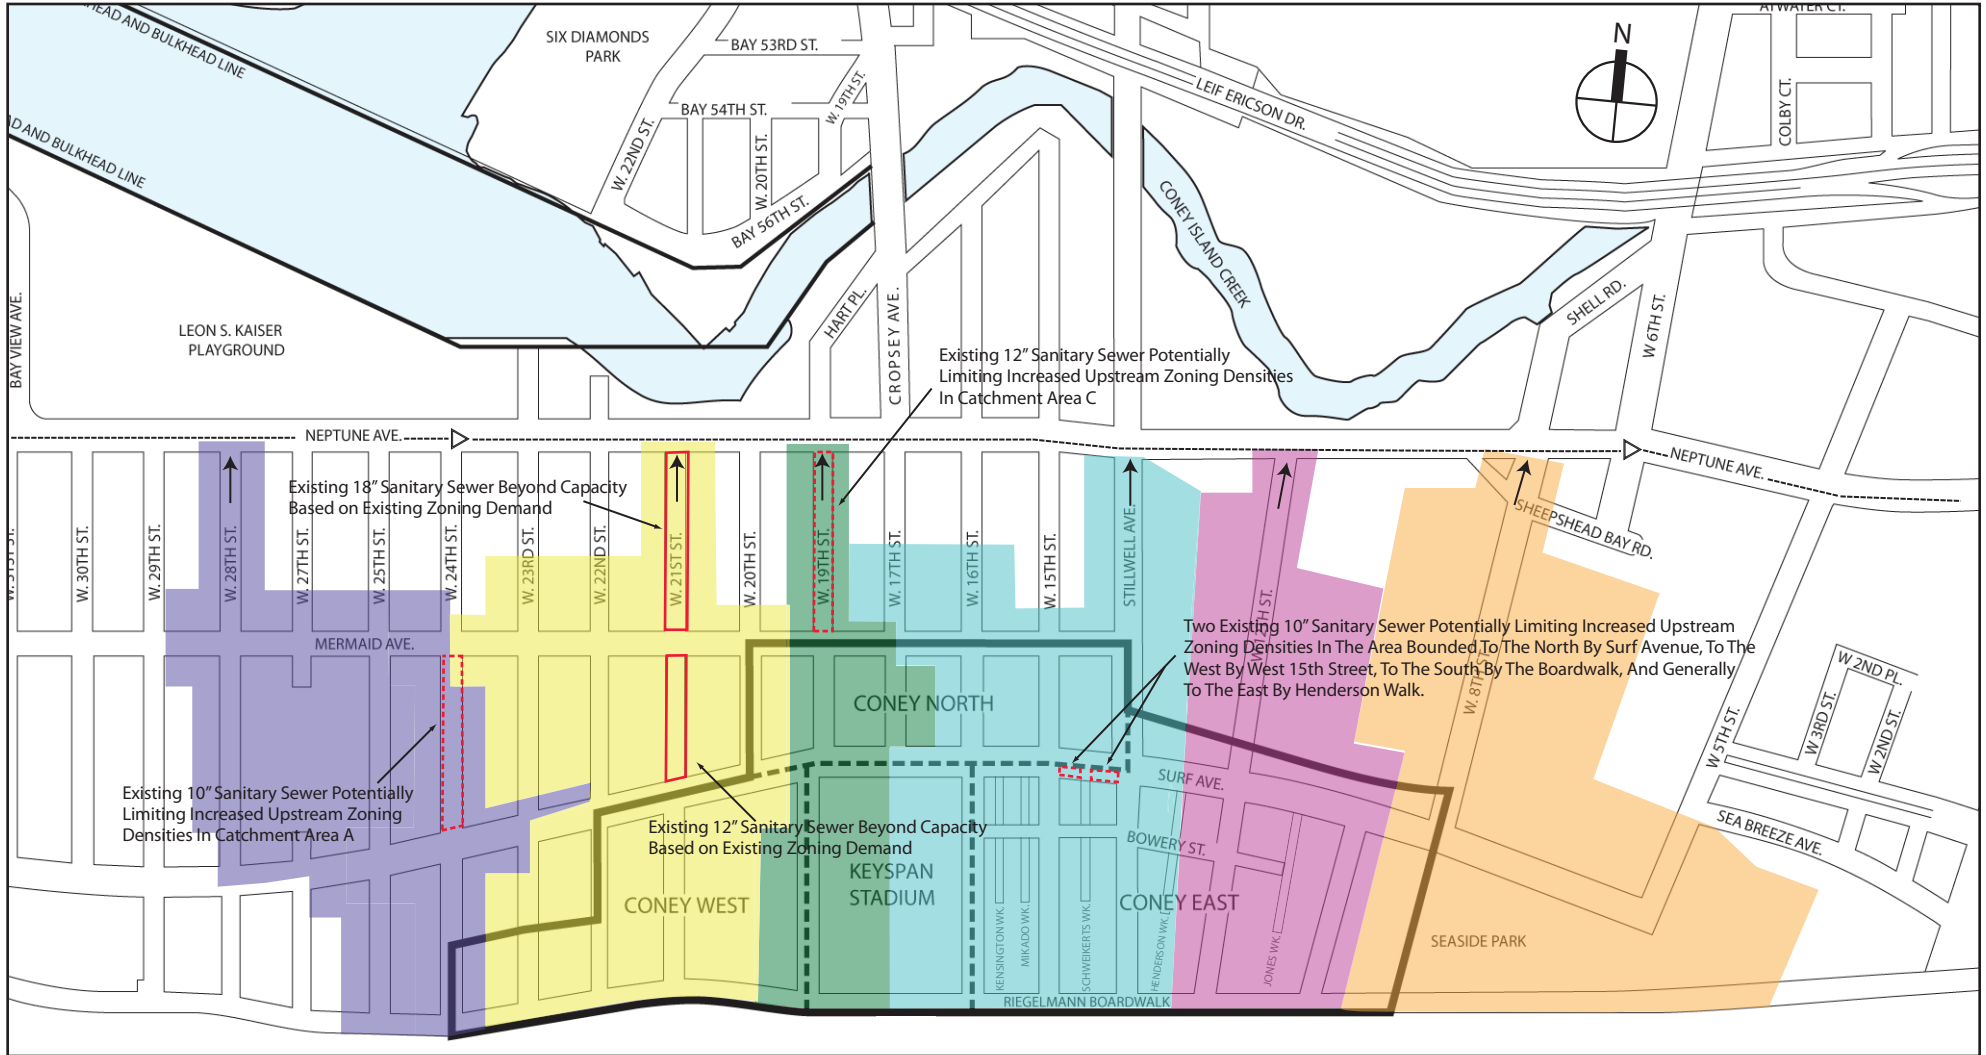 HEAD AND BULKHEAD LINE
AD AND BULKHEAD LINE
SIX DIAMONDS
PARK
BAY 53RD ST.
W. 19TH ST.
BAY 54TH ST.
W. 22ND ST.
W. 20TH ST.
BAY 56TH ST.
LEIF ERICSON DR.
N
ATWATER CT.
COLBY CT.
CONEY ISLAND CREEK
SHELL RD.
W 6TH ST.
BAY VIEW AVE.
LEON S. KAISER
PLAYGROUND
HART PL.
CROPSEY AVE.
Existing 12" Sanitary Sewer Potentially
Limiting Increased Upstream Zoning Densities
In Catchment Area C
NEPTUNE AVE.
NEPTUNE AVE.
Existing 18" Sanitary Sewer Beyond Capacity
Based on Existing Zoning Demand
SHEEPSHEAD BAY RD.
W. 30TH ST.
W. 29TH ST.
W. 28TH ST.
W. 27TH ST.
W. 25TH ST.
W. 24TH ST.
W. 23RD ST.
W. 22ND ST.
W. 21ST ST.
W. 20TH ST.
W. 19TH ST.
W. 17TH ST.
W. 16TH ST.
W. 15TH ST.
STILLWELL AVE.
W. 12TH ST.
W. 8TH ST.
MERMAID AVE.
Two Existing 10" Sanitary Sewer Potentially Limiting Increased Upstream
Zoning Densities In The Area Bounded To The North By Surf Avenue, To The
West By West 15th Street, To The South By The Boardwalk, And Generally
To The East By Henderson Walk.
W 2ND PL.
W 3RD ST.
W 2ND ST.
W 5TH ST.
CONEY NORTH
SURF AVE.
Existing 10" Sanitary Sewer Potentially
Limiting Increased Upstream Zoning
Densities In Catchment Area A
Existing 12" Sanitary Sewer Beyond Capacity
Based on Existing Zoning Demand
BOWERY ST.
SEA BREEZE AVE.
KEYSPAN
STADIUM
CONEY WEST
CONEY EAST
KENSINGTON WK.
MIKADO WK.
SCHWEIKERTS WK.
HENDERSON WK.
JONES WK.
SEASIDE PARK
RIEGELMANN BOARDWALK